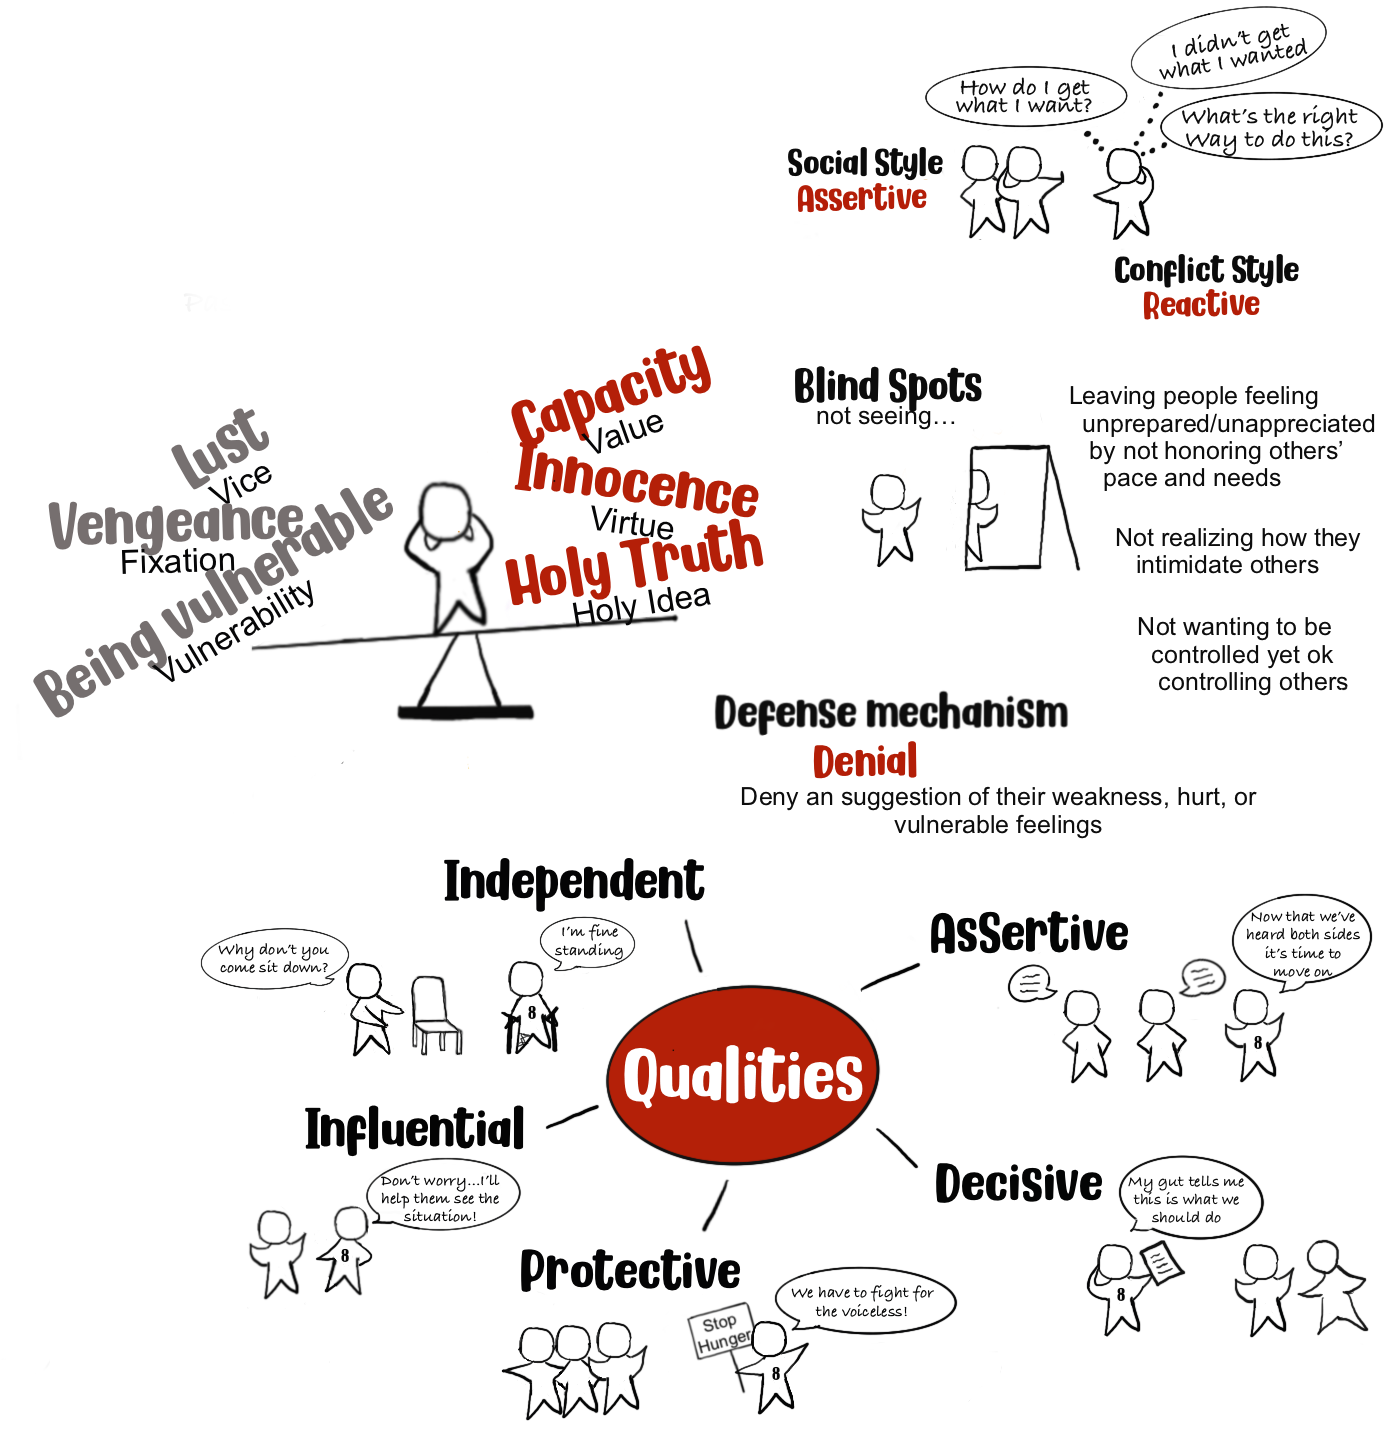 I didn't get
what I wanted
How do I get
what I want?
What's the right
Way to do this?
Social Style
Assertive
Conflict Style
Reactive
Blind Spots
not seeing...
Leaving people feeling
unprepared/unappreciated
by not honoring others'
pace and needs
Not realizing how they
intimidate others
Not wanting to be
controlled yet ok
controlling others
Lust
Vice
Vengeance
Fixation
Being Vulnerable
Vulnerability
Capacity
Value
Innocence
Virtue
Holy Truth
Holy Idea
Defense mechanism
Denial
Deny an suggestion of their weakness, hurt, or
vulnerable feelings
Independent
Why don't you
come sit down?
I'm fine
standing
8
AsSertive
Now that we've
heard both sides
it's time to
move on
8
Qualities
Influential
Don't worry...I'll
help them see the
situation!
8
Decisive
My gut tells me
this is what we
should do
8
Protective
We have to fight for
the voiceless!
Stop
Hunger
8